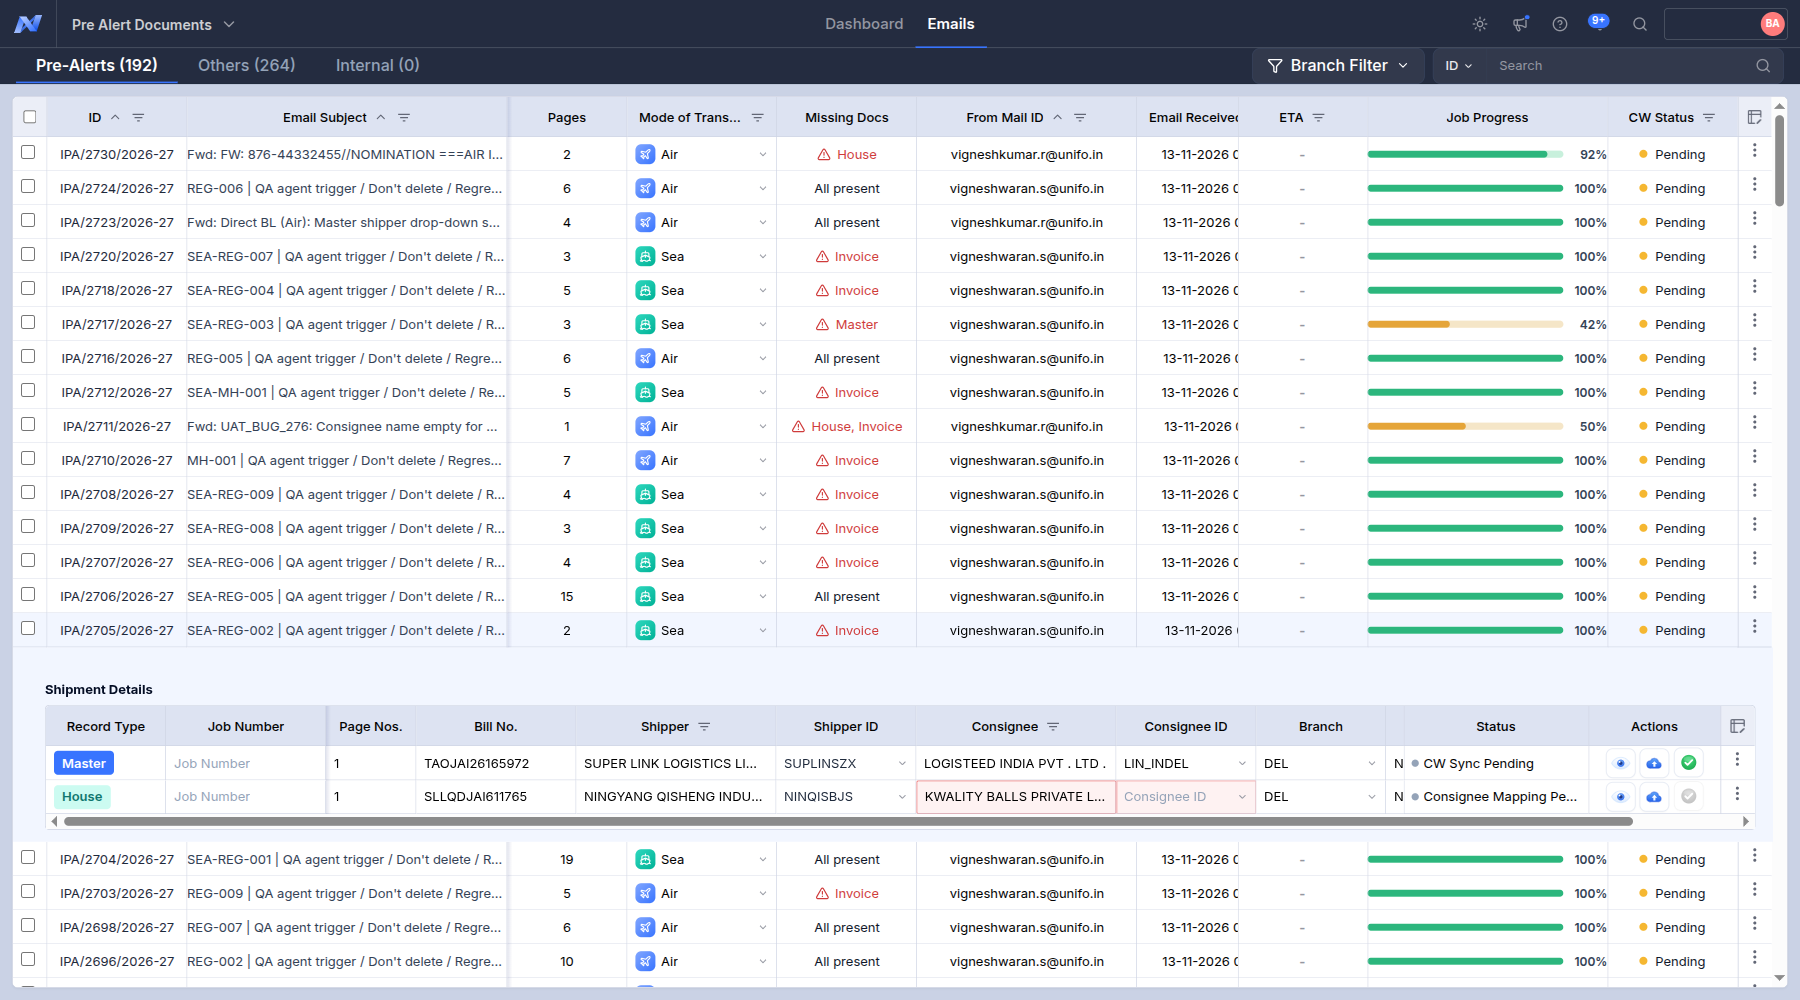 Pre Alert Documents Dashboard Emails 9+ BA
Pre-Alerts (192) Others (264) Internal (0) Branch Filter ID Search
ID Email Subject Pages Mode of Trans... Missing Docs From Mail ID Email Received ETA Job Progress CW Status
IPA/2730/2026-27 Fwd: FW: 876-44332455//NOMINATION ===AIR I... 2 Air House vigneshkumar.r@unifo.in 13-11-2026 0 - 92% Pending
IPA/2724/2026-27 REG-006 | QA agent trigger / Don't delete / Regre... 6 Air All present vigneshwaran.s@unifo.in 13-11-2026 0 - 100% Pending
IPA/2723/2026-27 Fwd: Direct BL (Air): Master shipper drop-down s... 4 Air All present vigneshkumar.r@unifo.in 13-11-2026 0 - 100% Pending
IPA/2720/2026-27 SEA-REG-007 | QA agent trigger / Don't delete / R... 3 Sea Invoice vigneshwaran.s@unifo.in 13-11-2026 0 - 100% Pending
IPA/2718/2026-27 SEA-REG-004 | QA agent trigger / Don't delete / R... 5 Sea Invoice vigneshwaran.s@unifo.in 13-11-2026 0 - 100% Pending
IPA/2717/2026-27 SEA-REG-003 | QA agent trigger / Don't delete / R... 3 Sea Master vigneshwaran.s@unifo.in 13-11-2026 0 - 42% Pending
IPA/2716/2026-27 REG-005 | QA agent trigger / Don't delete / Regre... 6 Air All present vigneshwaran.s@unifo.in 13-11-2026 0 - 100% Pending
IPA/2712/2026-27 SEA-MH-001 | QA agent trigger / Don't delete / Re... 5 Sea Invoice vigneshwaran.s@unifo.in 13-11-2026 0 - 100% Pending
IPA/2711/2026-27 Fwd: UAT_BUG_276: Consignee name empty for ... 1 Air House, Invoice vigneshkumar.r@unifo.in 13-11-2026 0 - 50% Pending
IPA/2710/2026-27 MH-001 | QA agent trigger / Don't delete / Regres... 7 Air Invoice vigneshwaran.s@unifo.in 13-11-2026 0 - 100% Pending
IPA/2708/2026-27 SEA-REG-009 | QA agent trigger / Don't delete / R... 4 Sea Invoice vigneshwaran.s@unifo.in 13-11-2026 0 - 100% Pending
IPA/2709/2026-27 SEA-REG-008 | QA agent trigger / Don't delete / R... 3 Sea Invoice vigneshwaran.s@unifo.in 13-11-2026 0 - 100% Pending
IPA/2707/2026-27 SEA-REG-006 | QA agent trigger / Don't delete / R... 4 Sea Invoice vigneshwaran.s@unifo.in 13-11-2026 0 - 100% Pending
IPA/2706/2026-27 SEA-REG-005 | QA agent trigger / Don't delete / R... 15 Sea All present vigneshwaran.s@unifo.in 13-11-2026 0 - 100% Pending
IPA/2705/2026-27 SEA-REG-002 | QA agent trigger / Don't delete / R... 2 Sea Invoice vigneshwaran.s@unifo.in 13-11-2026 - 100% Pending
Shipment Details
Record Type Job Number Page Nos. Bill No. Shipper Shipper ID Consignee Consignee ID Branch Status Actions
Master Job Number 1 TAOJAI26165972 SUPER LINK LOGISTICS LI... SUPLINSZX LOGISTEED INDIA PVT . LTD . LIN_INDEL DEL N CW Sync Pending
House Job Number 1 SLLQDJAI611765 NINGYANG QISHENG INDU... NINQISBJS KWALITY BALLS PRIVATE L... Consignee ID DEL N Consignee Mapping Pe...
IPA/2704/2026-27 SEA-REG-001 | QA agent trigger / Don't delete / R... 19 Sea All present vigneshwaran.s@unifo.in 13-11-2026 0 - 100% Pending
IPA/2703/2026-27 REG-009 | QA agent trigger / Don't delete / Regre... 5 Air Invoice vigneshwaran.s@unifo.in 13-11-2026 0 - 100% Pending
IPA/2698/2026-27 REG-007 | QA agent trigger / Don't delete / Regre... 6 Air All present vigneshwaran.s@unifo.in 13-11-2026 0 - 100% Pending
IPA/2696/2026-27 REG-002 | QA agent trigger / Don't delete / Regre... 10 Air All present vigneshwaran.s@unifo.in 13-11-2026 0 - 100% Pending